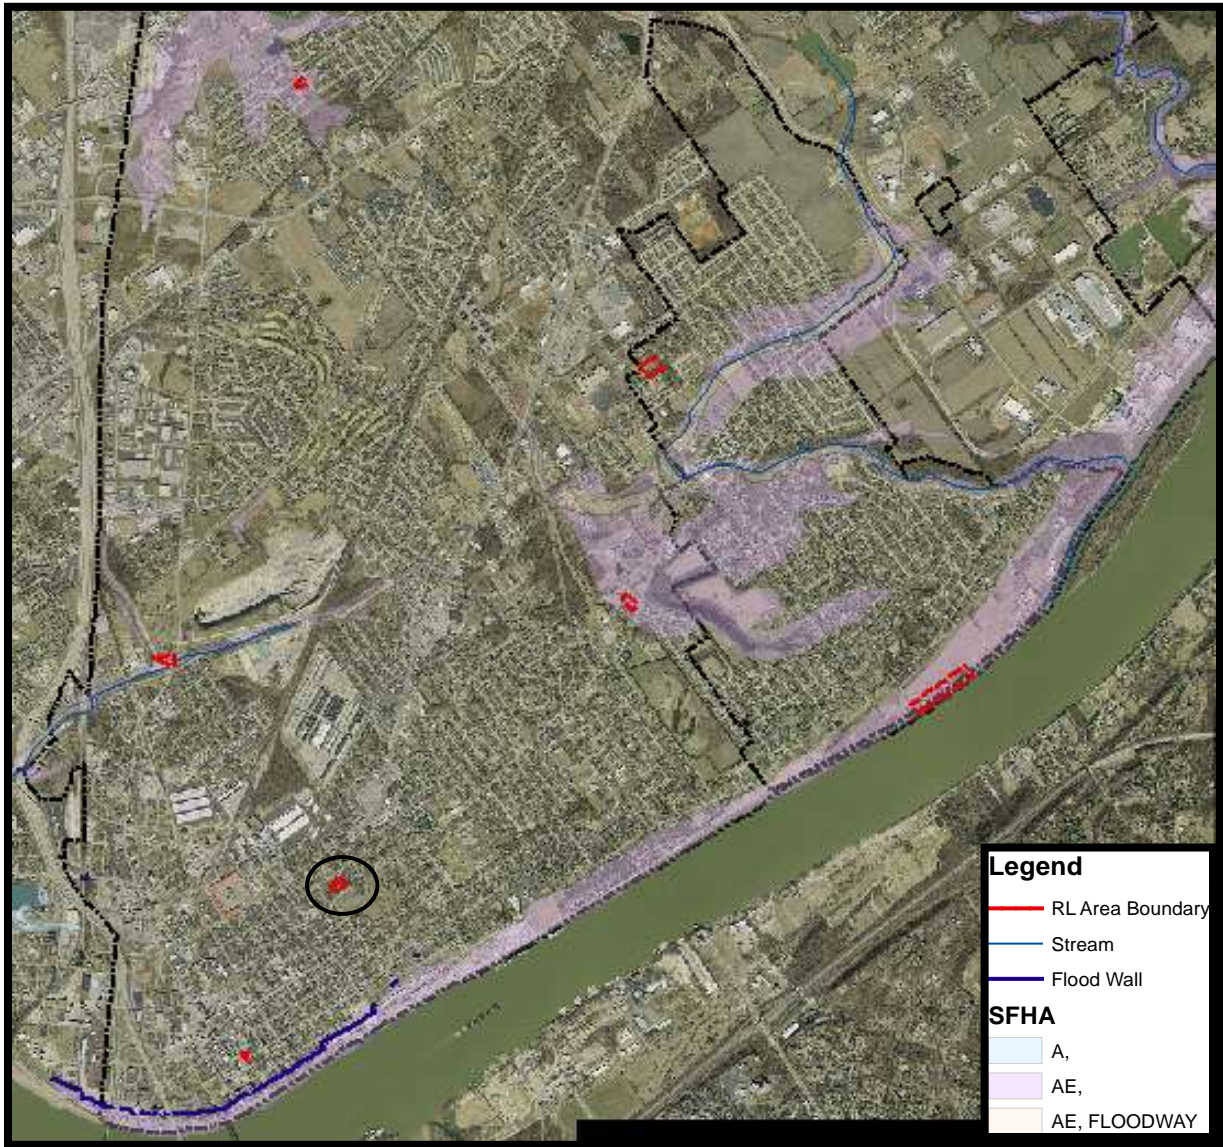 Legend
RL Area Boundary
Stream
Flood Wall
SFHA
A,
AE,
AE, FLOODWAY